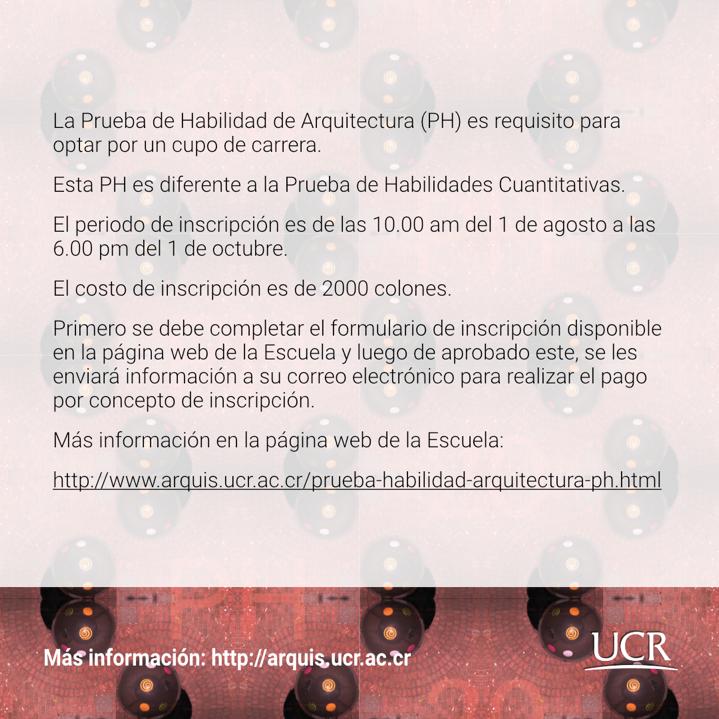 La Prueba de Habilidad de Arquitectura (PH) es requisito para
optar por un cupo de carrera.
Esta PH es diferente a la Prueba de Habilidades Cuantitativas.
El periodo de inscripción es de las 10.00 am del 1 de agosto a las
6.00 pm del 1 de octubre.
El costo de inscripción es de 2000 colones.
Primero se debe completar el formulario de inscripción disponible
en la página web de la Escuela y luego de aprobado este, se les
enviará información a su correo electrónico para realizar el pago
por concepto de inscripción.
Más información en la página web de la Escuela:
http://www.arquis.ucr.ac.cr/prueba-habilidad-arquitectura-ph.html
Más información: http://arquis.ucr.ac.cr
UCR